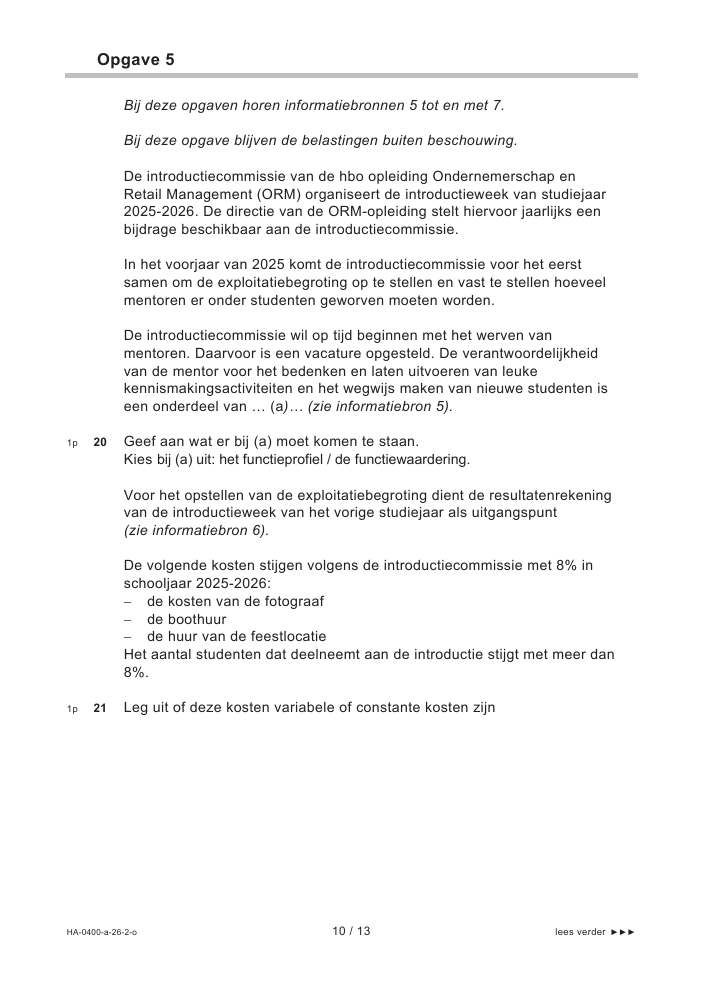 Opgave 5
Bij deze opgaven horen informatiebronnen 5 tot en met 7.
Bij deze opgave blijven de belastingen buiten beschouwing.
De introductiecommissie van de hbo opleiding Ondernemerschap en
Retail Management (ORM) organiseert de introductieweek van studiejaar
2025-2026. De directie van de ORM-opleiding stelt hiervoor jaarlijks een
bijdrage beschikbaar aan de introductiecommissie.
In het voorjaar van 2025 komt de introductiecommissie voor het eerst
samen om de exploitatiebegroting op te stellen en vast te stellen hoeveel
mentoren er onder studenten geworven moeten worden.
De introductiecommissie wil op tijd beginnen met het werven van
mentoren. Daarvoor is een vacature opgesteld. De verantwoordelijkheid
van de mentor voor het bedenken en laten uitvoeren van leuke
kennismakingsactiviteiten en het wegwijs maken van nieuwe studenten is
een onderdeel van … (a)… (zie informatiebron 5).
1p 20 Geef aan wat er bij (a) moet komen te staan.
Kies bij (a) uit: het functieprofiel / de functiewaardering.
Voor het opstellen van de exploitatiebegroting dient de resultatenrekening
van de introductieweek van het vorige studiejaar als uitgangspunt
(zie informatiebron 6).
De volgende kosten stijgen volgens de introductiecommissie met 8% in
schooljaar 2025-2026:
– de kosten van de fotograaf
– de boothuur
– de huur van de feestlocatie
Het aantal studenten dat deelneemt aan de introductie stijgt met meer dan
8%.
1p 21 Leg uit of deze kosten variabele of constante kosten zijn
HA-0400-a-26-2-o 10 / 13 lees verder ►►►